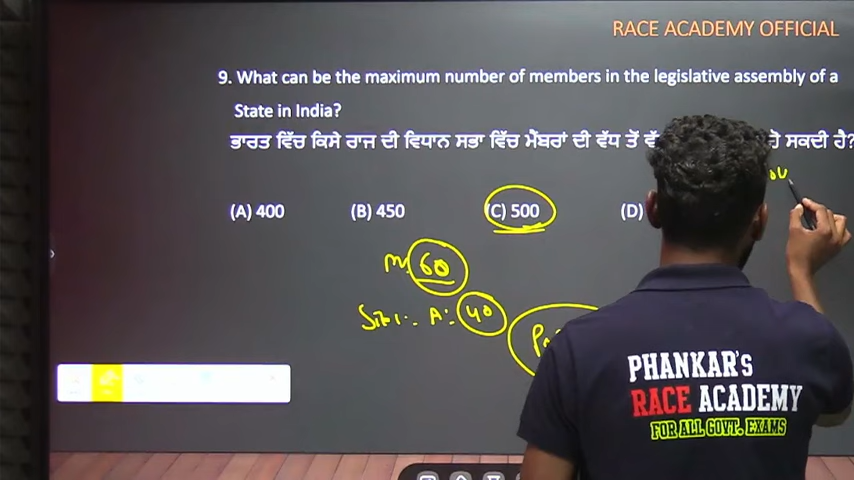 RACE ACADEMY OFFICIAL
9. What can be the maximum number of members in the legislative assembly of a
State in India?
ਭਾਰਤ ਵਿੱਚ ਕਿਸੇ ਰਾਜ ਦੀ ਵਿਧਾਨ ਸਭਾ ਵਿੱਚ ਮੈਂਬਰਾਂ ਦੀ ਵੱਧ ਤੋਂ ਹੋ ਸਕਦੀ ਹੈ?
(A) 400 (B) 450 (C) 500 (D)
60
A: 40
PHANKAR'S
RACE ACADEMY
FOR ALL GOVT. EXAMS